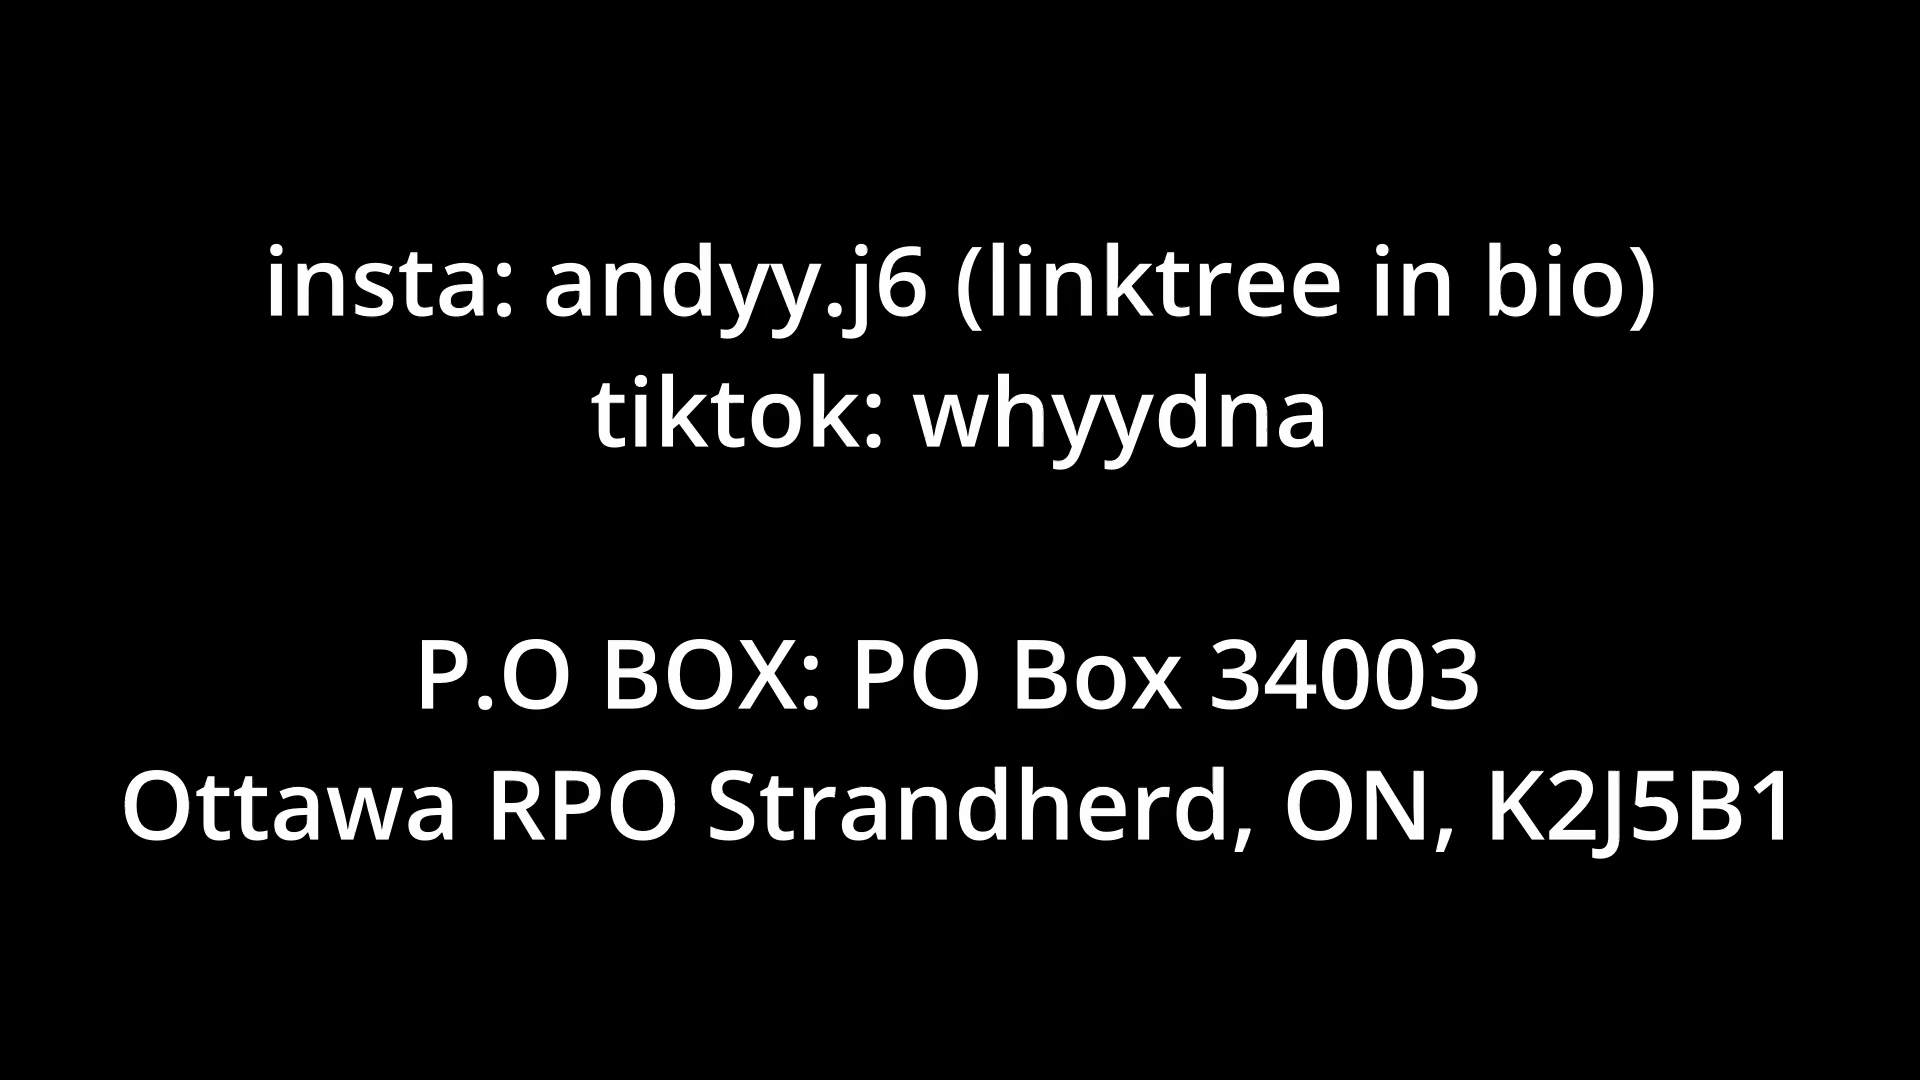 insta: andyy.j6 (linktree in bio)
tiktok: whyydna
P.O BOX: PO Box 34003
Ottawa RPO Strandherd, ON, K2J5B1